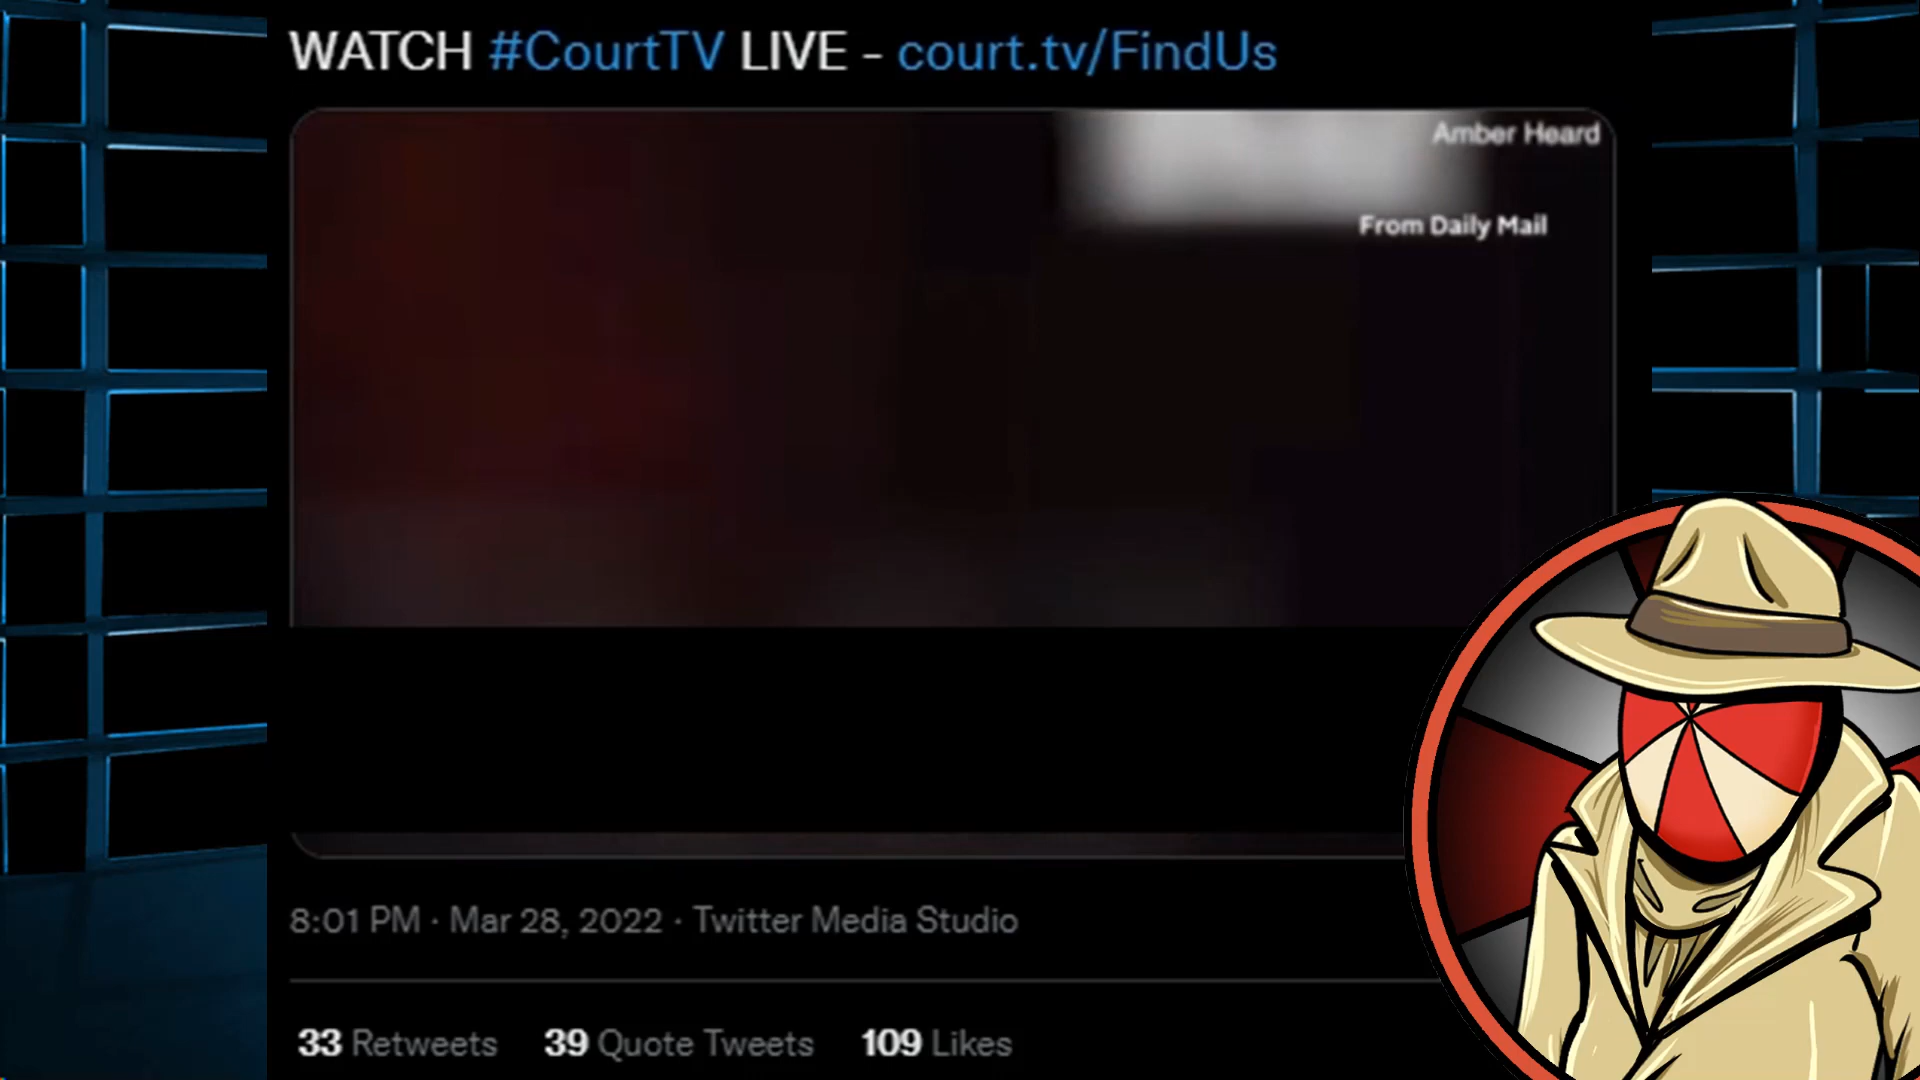 WATCH #CourtTV LIVE - court.tv/FindUs
Amber Heard
From Daily Mail
8:01 PM · Mar 28, 2022 · Twitter Media Studio
33 Retweets 39 Quote Tweets 109 Likes